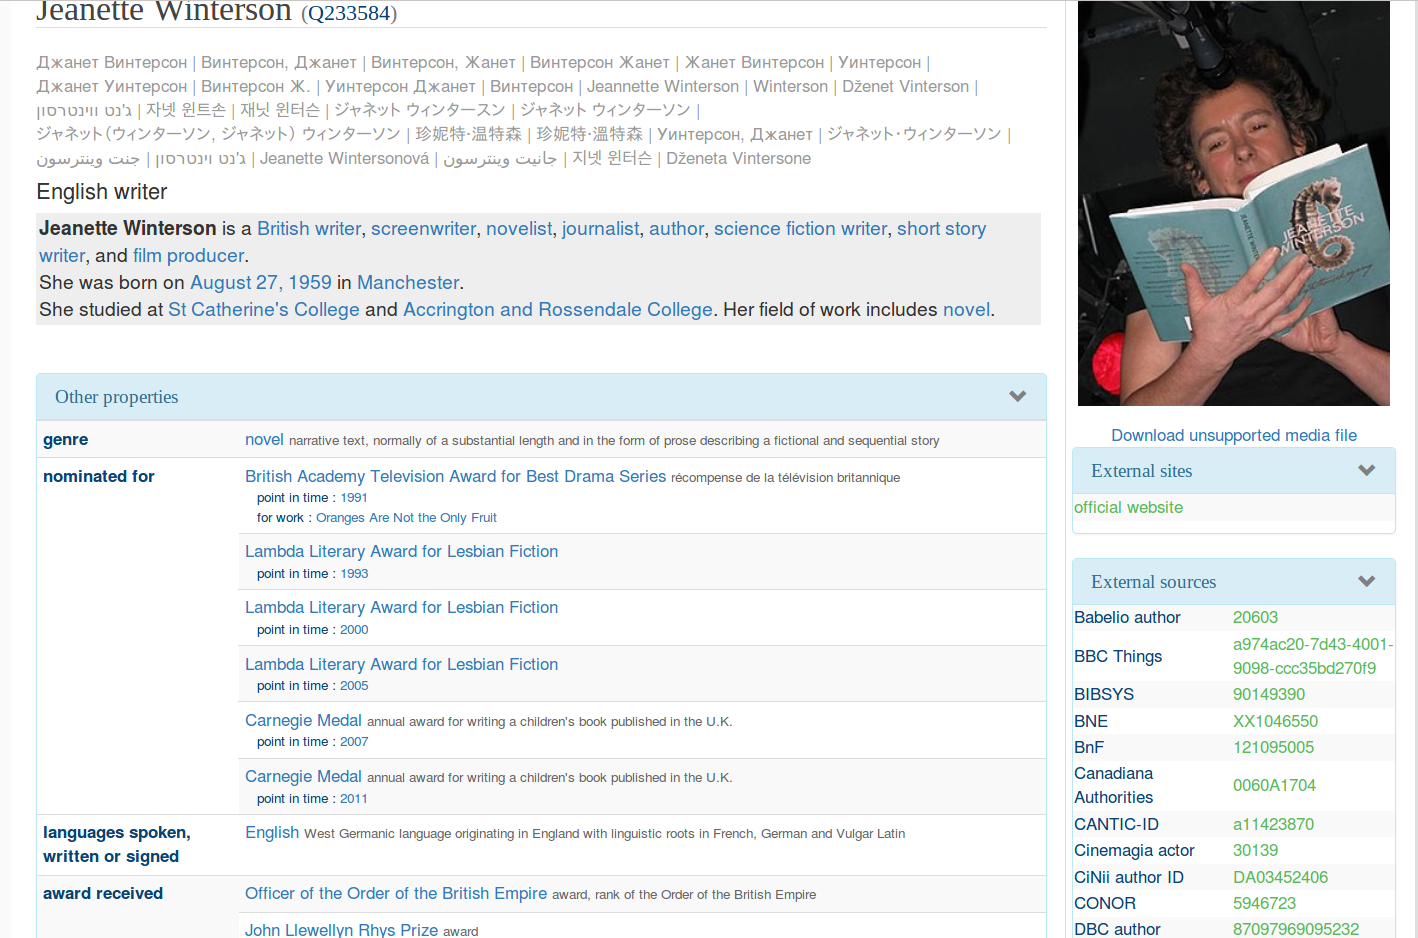 Jeanette Winterson (Q233584)
Джанет Винтерсон | Винтерсон, Джанет | Винтерсон, Жанет | Винтерсон Жанет | Жанет Винтерсон | Уинтерсон |
Джанет Уинтерсон | Винтерсон Ж. | Уинтерсон Джанет | Винтерсон | Jeannette Winterson | Winterson | Dženet Vinterson |
ג'נט ווינטרסון | 자넷 윈트손 | 재닛 윈터슨 | ジャネット ウィンタースン | ジャネット ウィンターソン |
ジャネット（ウィンターソン, ジャネット） ウィンターソン | 珍妮特·温特森 | 珍妮特·溫特森 | Уинтерсон, Джанет | ジャネット・ウィンターソン |
جنت وينترسون | ג'נט וינטרסון | Jeanette Wintersonová | جانيت وينترسون | 지넷 윈터슨 | Dženeta Vintersone
English writer
Jeanette Winterson is a British writer, screenwriter, novelist, journalist, author, science fiction writer, short story
writer, and film producer.
She was born on August 27, 1959 in Manchester.
She studied at St Catherine's College and Accrington and Rossendale College. Her field of work includes novel.
Other properties
genre
novel narrative text, normally of a substantial length and in the form of prose describing a fictional and sequential story
nominated for
British Academy Television Award for Best Drama Series récompense de la télévision britannique
point in time : 1991
for work : Oranges Are Not the Only Fruit
Lambda Literary Award for Lesbian Fiction
point in time : 1993
Lambda Literary Award for Lesbian Fiction
point in time : 2000
Lambda Literary Award for Lesbian Fiction
point in time : 2005
Carnegie Medal annual award for writing a children's book published in the U.K.
point in time : 2007
Carnegie Medal annual award for writing a children's book published in the U.K.
point in time : 2011
languages spoken,
written or signed
English West Germanic language originating in England with linguistic roots in French, German and Vulgar Latin
award received
Officer of the Order of the British Empire award, rank of the Order of the British Empire
John Llewellyn Rhys Prize award
JEANETTE
WINTERSON
Download unsupported media file
External sites
official website
External sources
Babelio author 20603
BBC Things a974ac20-7d43-4001-
9098-ccc35bd270f9
BIBSYS 90149390
BNE XX1046550
BnF 121095005
Canadiana
Authorities 0060A1704
CANTIC-ID a11423870
Cinemagia actor 30139
CiNii author ID DA03452406
CONOR 5946723
DBC author 87097969095232